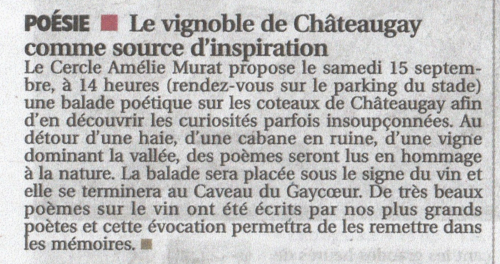 POÉSIE ■ Le vignoble de Châteaugay
comme source d'inspiration
Le Cercle Amélie Murat propose le samedi 15 septem-
bre, à 14 heures (rendez-vous sur le parking du stade)
une balade poétique sur les coteaux de Châteaugay afin
d'en découvrir les curiosités parfois insoupçonnées. Au
détour d'une haie, d'une cabane en ruine, d'une vigne
dominant la vallée, des poèmes seront lus en hommage
à la nature. La balade sera placée sous le signe du vin et
elle se terminera au Caveau du Gaycœur. De très beaux
poèmes sur le vin ont été écrits par nos plus grands
poètes et cette évocation permettra de les remettre dans
les mémoires. ■